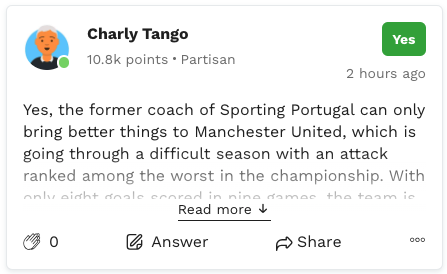 Charly Tango
Yes
10.8k points • Partisan
2 hours ago
Yes, the former coach of Sporting Portugal can only
bring better things to Manchester United, which is
going through a difficult season with an attack
ranked among the worst in the championship. With
only eight goals scored in nine games, the team is
Read more ↓
0
Answer
Share